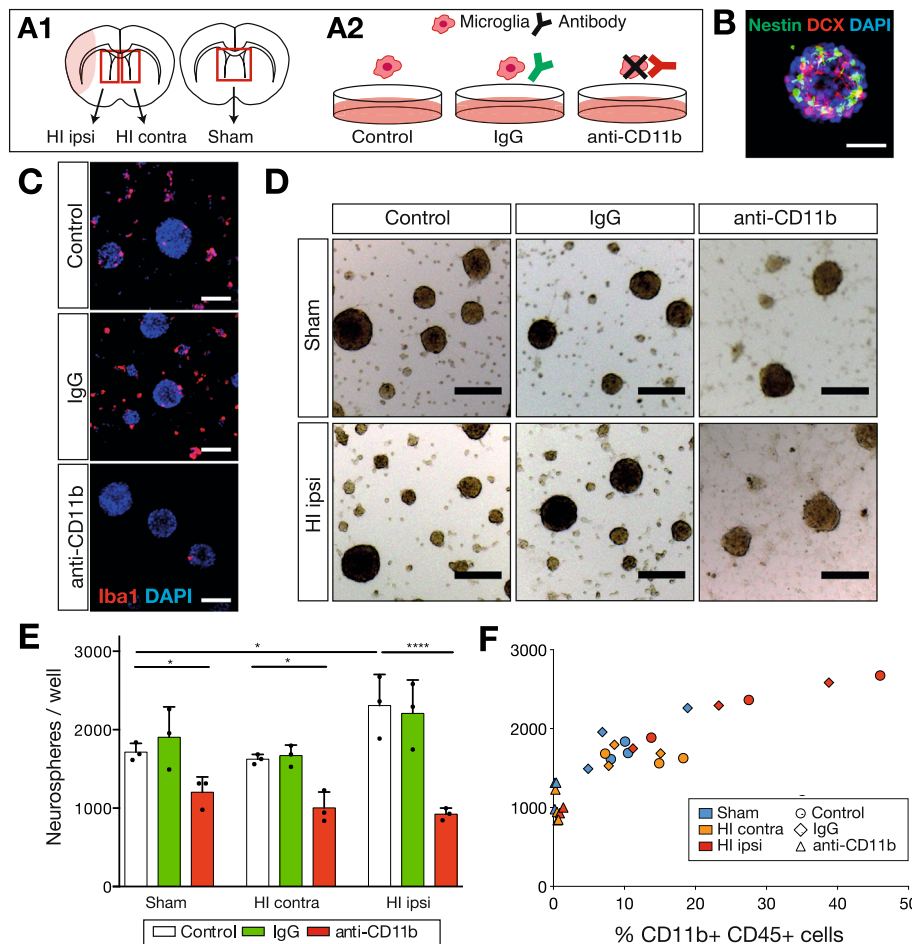 A1
A2
Microglia
Antibody
HI ipsi
HI contra
Sham
Control
IgG
anti-CD11b
B
Nestin DCX DAPI
C
Control
IgG
anti-CD11b
Iba1 DAPI
D
Control
IgG
anti-CD11b
Sham
HI ipsi
E
Neurospheres / well
3000
2000
1000
0
*
*
*
****
Sham
HI contra
HI ipsi
Control
IgG
anti-CD11b
F
3000
2000
1000
0
Sham
Control
HI contra
IgG
HI ipsi
anti-CD11b
0
10
20
30
40
50
% CD11b+ CD45+ cells